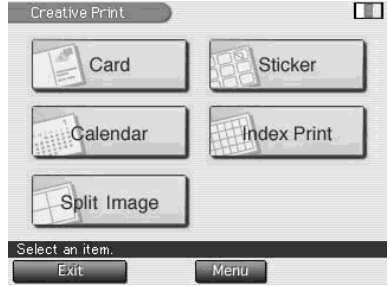 Creative Print
Card
Sticker
Calendar
Index Print
Split Image
Select an item.
Exit
Menu